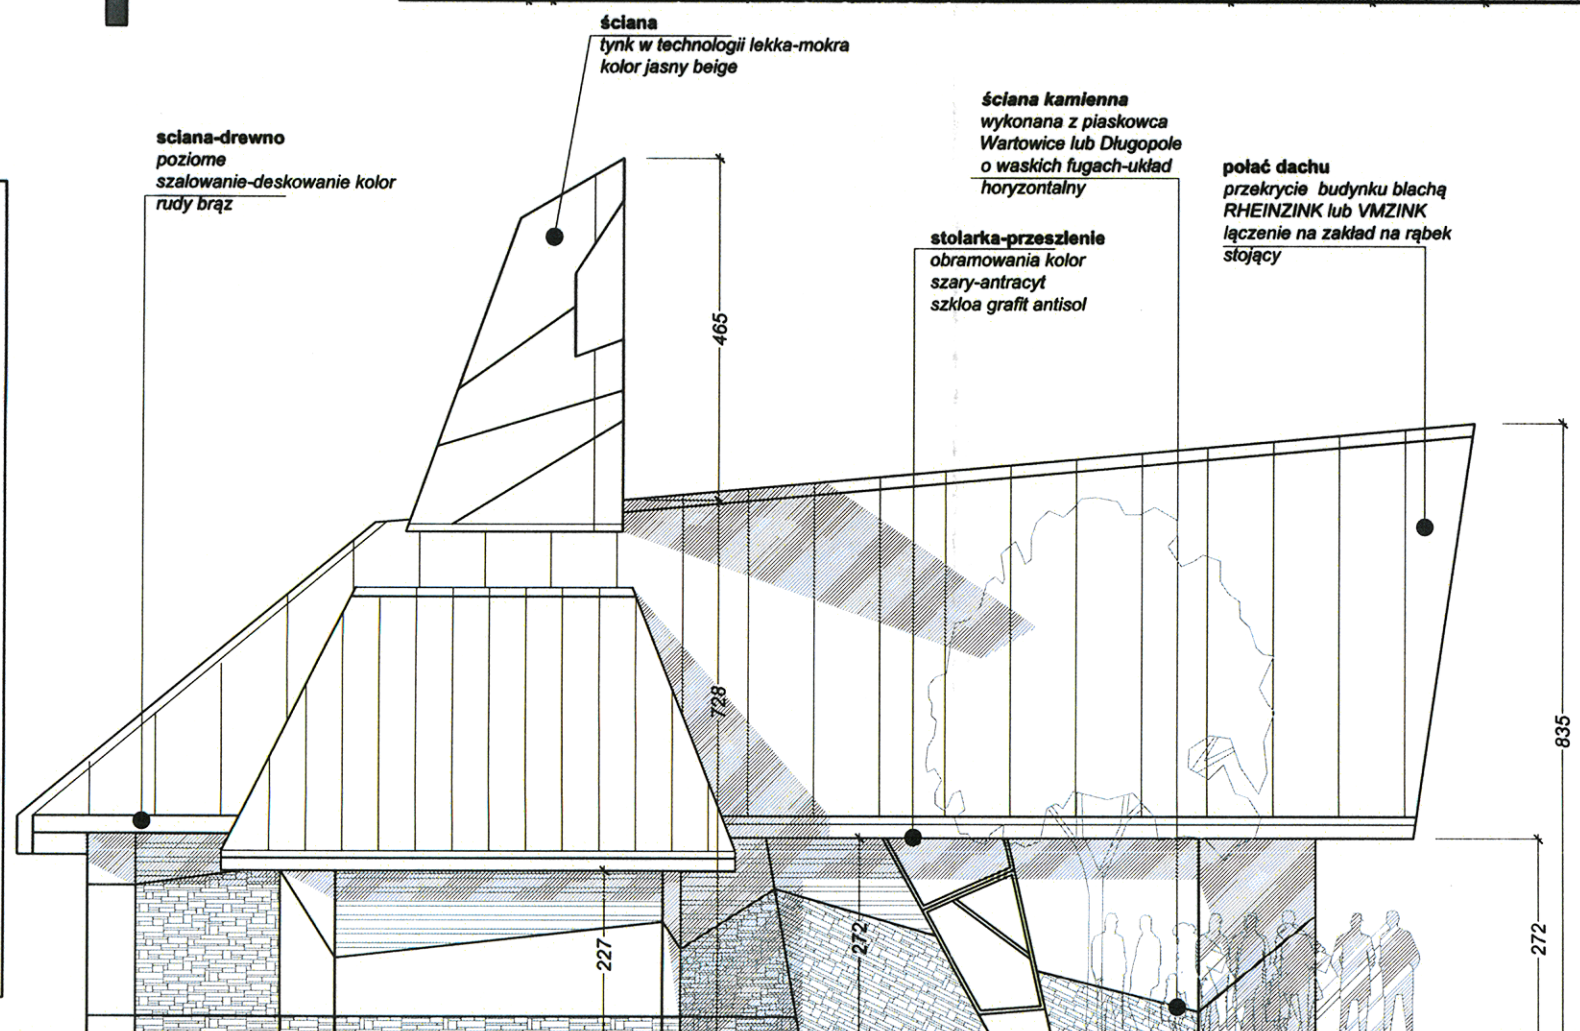 ściana
tynk w technologii lekka-mokra
kolor jasny beige
sciana-drewno
poziome
szalowanie-deskowanie kolor
rudy brąz
ściana kamienna
wykonana z piaskowca
Wartowice lub Długopole
o waskich fugach-układ
horyzontalny
połać dachu
przekrycie budynku blachą
RHEINZINK lub VMZINK
lączenie na zakład na rąbek
stojący
stolarka-przeszlenie
obramowania kolor
szary-antracyt
szkloa grafit antisol
465
728
835
227
272
272